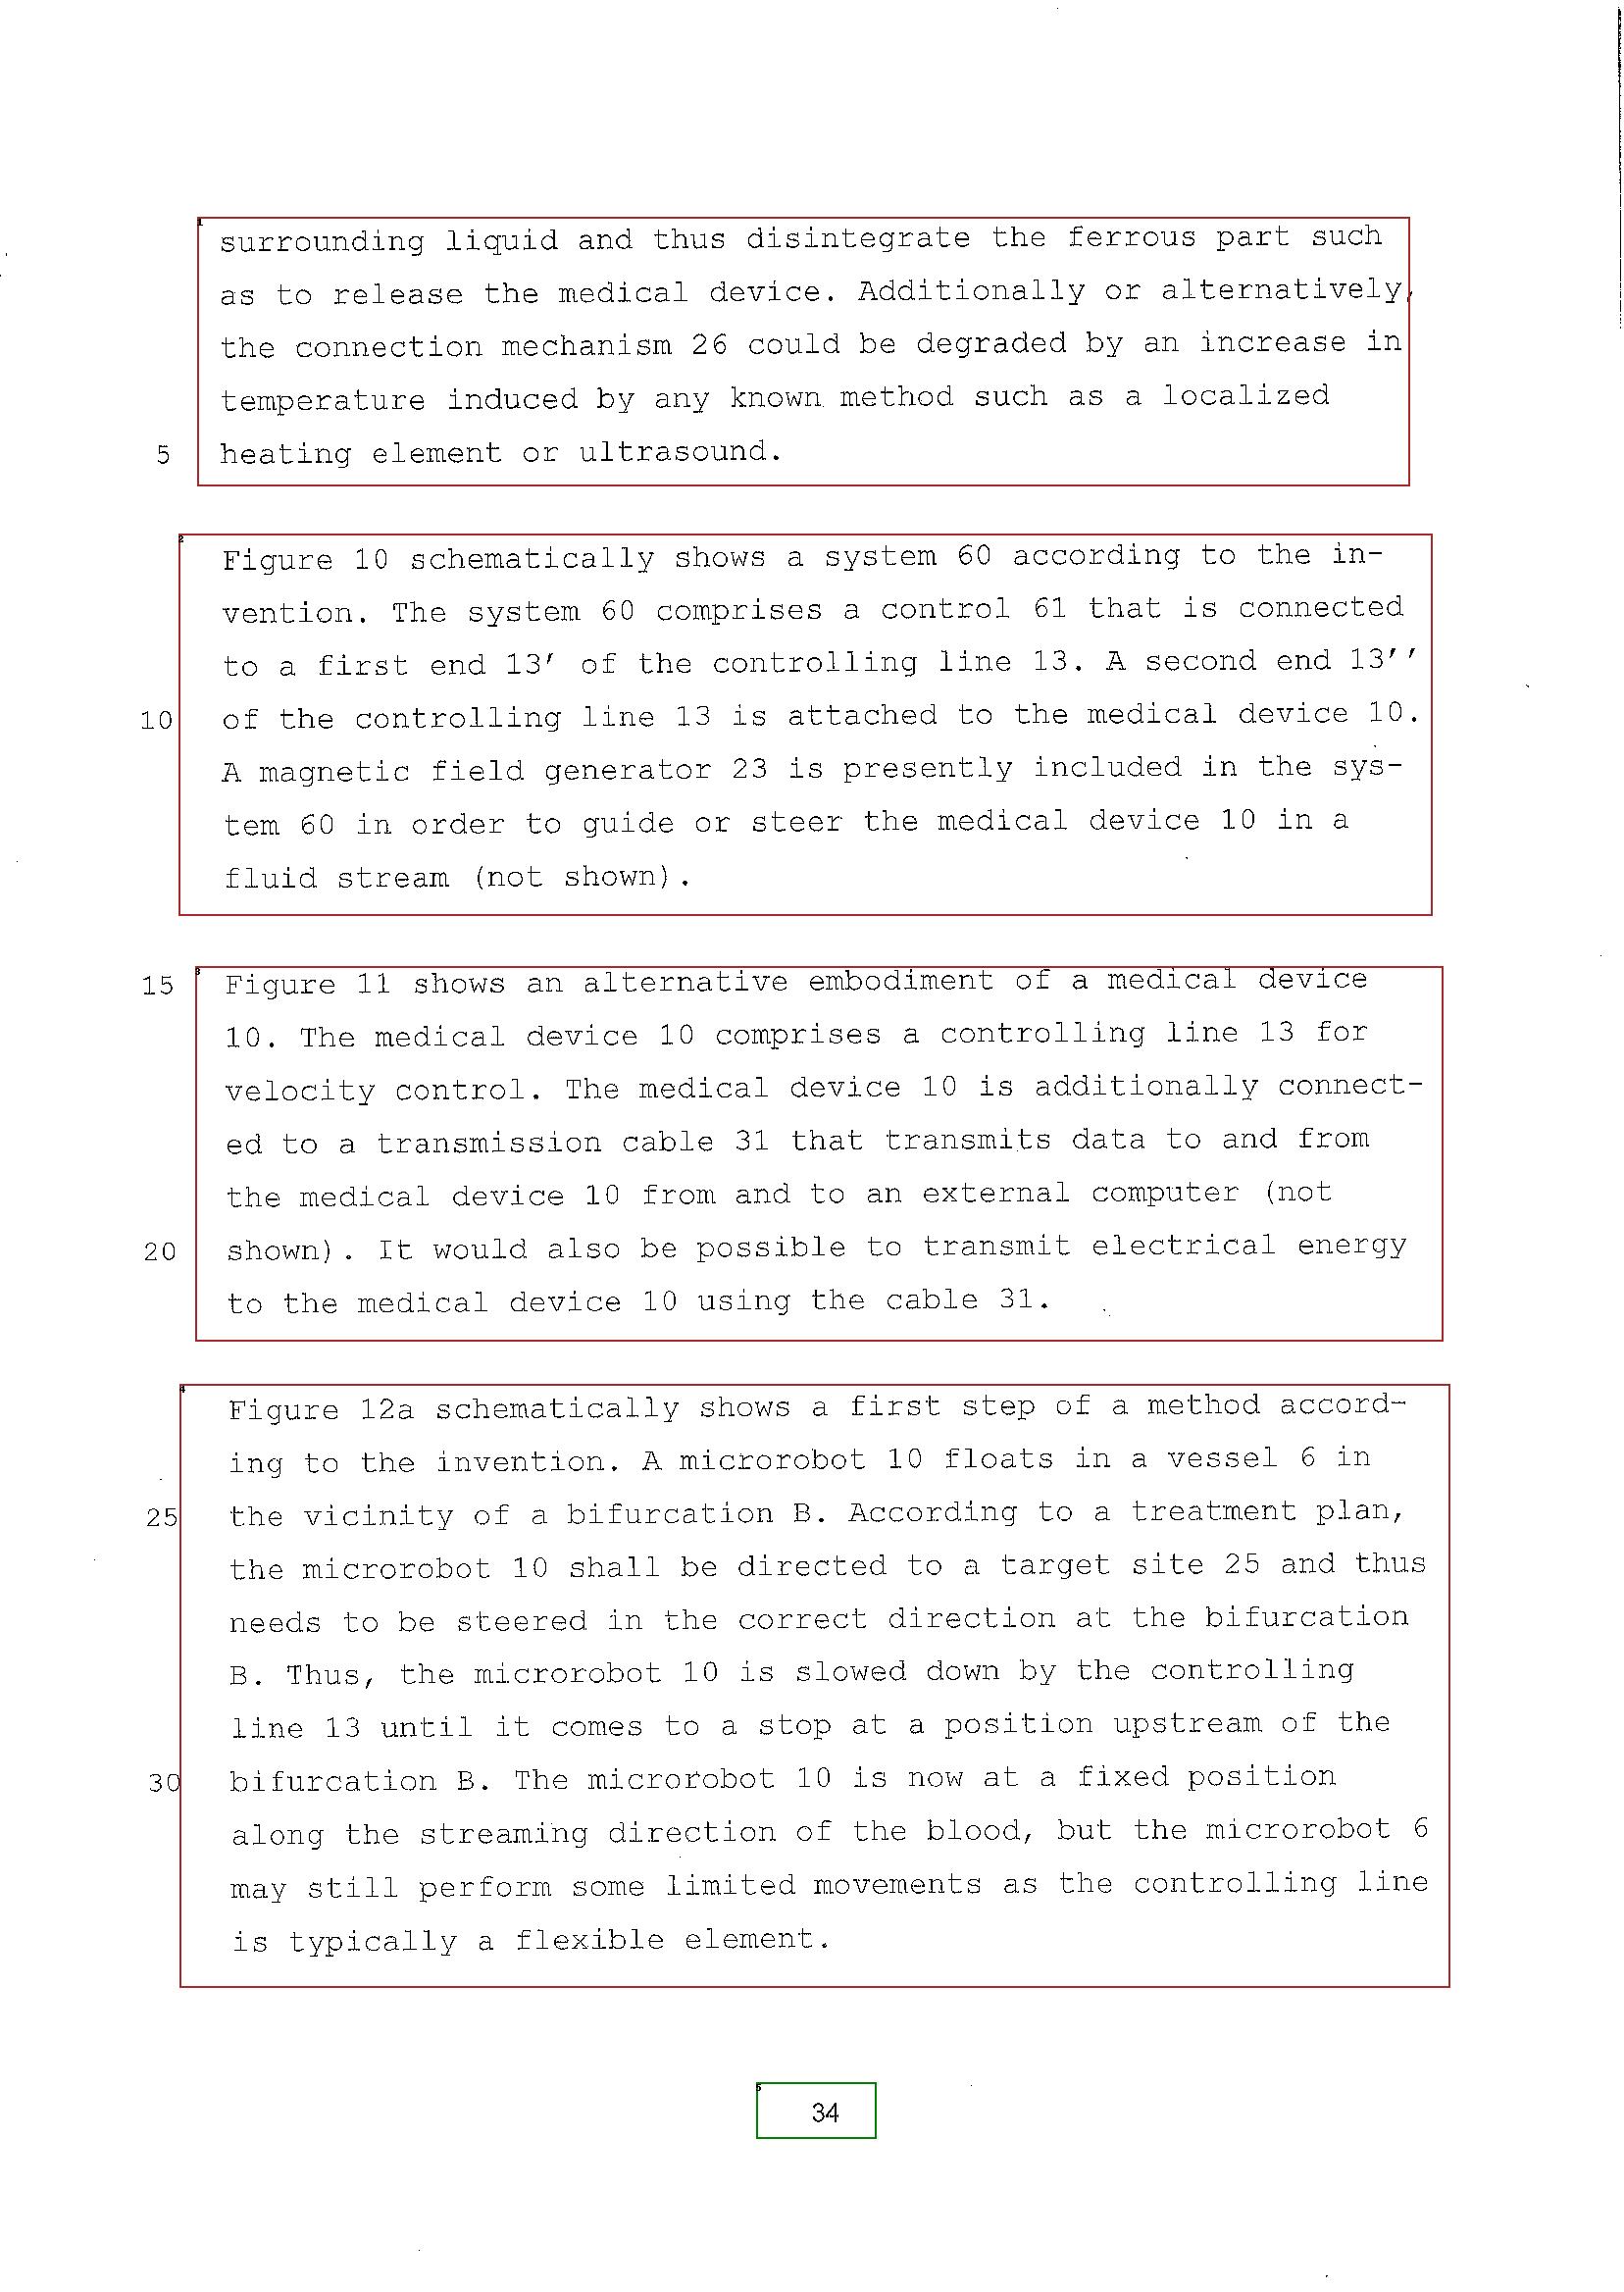 surrounding liquid and thus disintegrate the ferrous part such
as to release the medical device. Additionally or alternatively,
the connection mechanism 26 could be degraded by an increase in
temperature induced by any known method such as a localized
5 heating element or ultrasound.
Figure 10 schematically shows a system 60 according to the in-
vention. The system 60 comprises a control 61 that is connected
to a first end 13' of the controlling line 13. A second end 13''
10 of the controlling line 13 is attached to the medical device 10.
A magnetic field generator 23 is presently included in the sys-
tem 60 in order to guide or steer the medical device 10 in a
fluid stream (not shown).
15 Figure 11 shows an alternative embodiment of a medical device
10. The medical device 10 comprises a controlling line 13 for
velocity control. The medical device 10 is additionally connect-
ed to a transmission cable 31 that transmits data to and from
the medical device 10 from and to an external computer (not
20 shown). It would also be possible to transmit electrical energy
to the medical device 10 using the cable 31.
Figure 12a schematically shows a first step of a method accord-
ing to the invention. A microrobot 10 floats in a vessel 6 in
25 the vicinity of a bifurcation B. According to a treatment plan,
the microrobot 10 shall be directed to a target site 25 and thus
needs to be steered in the correct direction at the bifurcation
B. Thus, the microrobot 10 is slowed down by the controlling
line 13 until it comes to a stop at a position upstream of the
30 bifurcation B. The microrobot 10 is now at a fixed position
along the streaming direction of the blood, but the microrobot 6
may still perform some limited movements as the controlling line
is typically a flexible element.
34